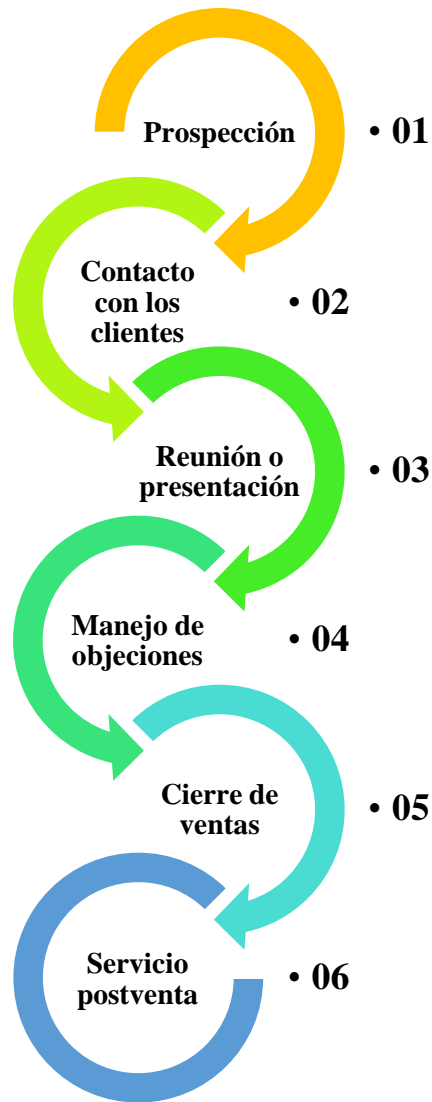 Prospección
• 01
Contacto
con los
clientes
• 02
Reunión o
presentación
• 03
Manejo de
objeciones
• 04
Cierre de
ventas
• 05
Servicio
postventa
• 06